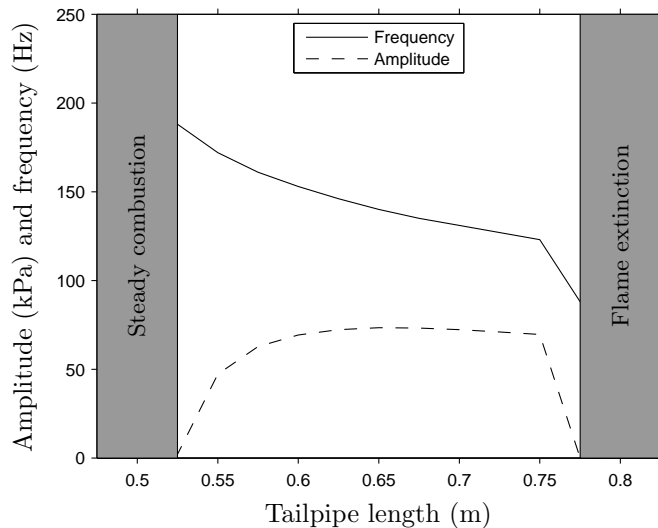 Amplitude (kPa) and frequency (Hz)
250
200
150
100
50
0
Frequency
Amplitude
Steady combustion
Flame extinction
0.5
0.55
0.6
0.65
0.7
0.75
0.8
Tailpipe length (m)